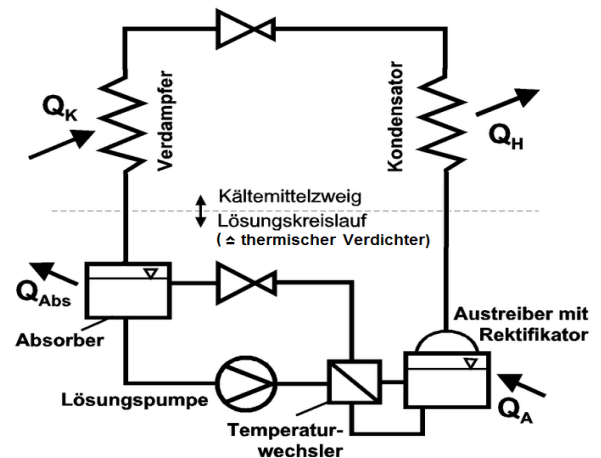 Q_K
Verdampfer
Kondensator
Q_H
Kältemittelzweig
Lösungskreislauf
(≙ thermischer Verdichter)
Q_Abs
Absorber
Austreiber mit
Rektifikator
Lösungspumpe
Q_A
Temperatur-
wechsler